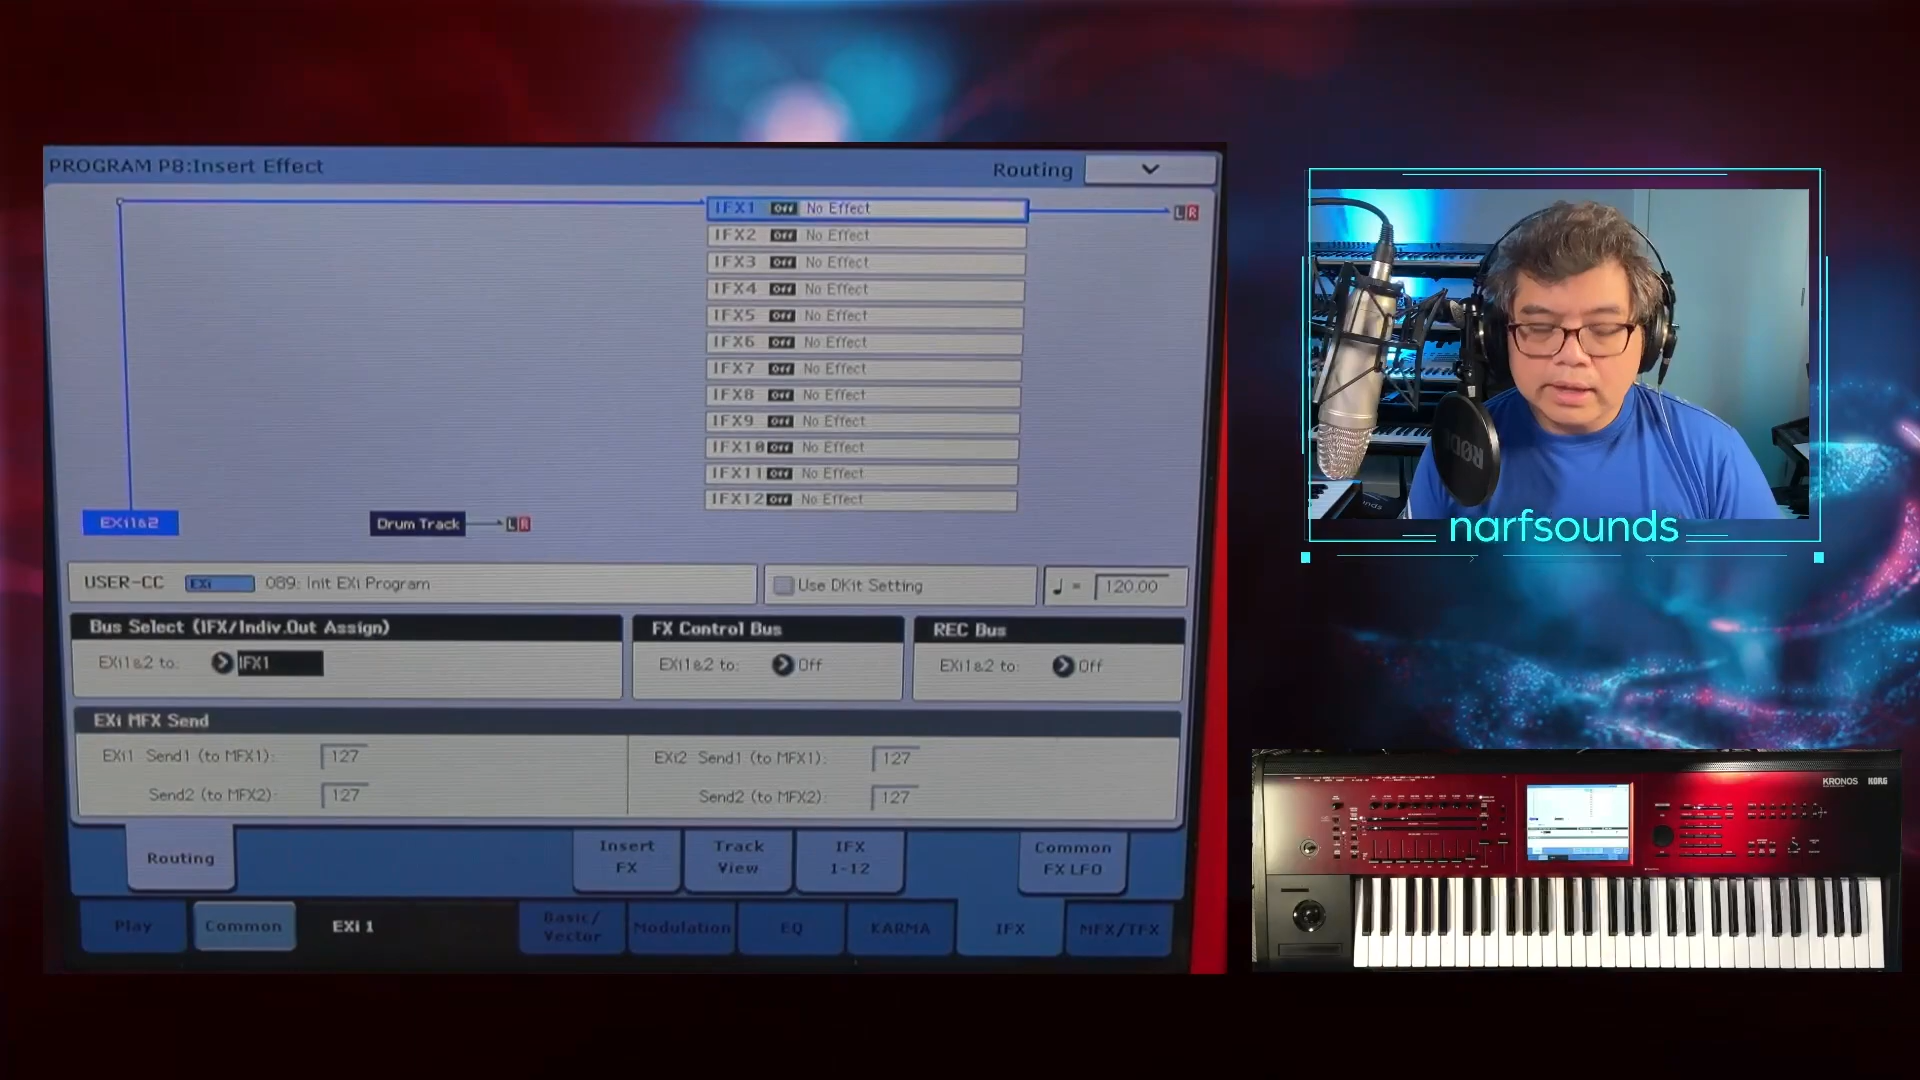 PROGRAM P8:Insert Effect
Routing
IFX1 Off No Effect
IFX2 Off No Effect
IFX3 Off No Effect
IFX4 Off No Effect
IFX5 Off No Effect
IFX6 Off No Effect
IFX7 Off No Effect
IFX8 Off No Effect
IFX9 Off No Effect
IFX10 Off No Effect
IFX11 Off No Effect
IFX12 Off No Effect
L R
EXi1&2
Drum Track
L R
USER-CC EXi 089: Init EXi Program
Use DKit Setting
♩ = 120.00
Bus Select (IFX/Indiv.Out Assign)
EXi1&2 to: IFX1
FX Control Bus
EXi1&2 to: Off
REC Bus
EXi1&2 to: Off
EXi MFX Send
EXi1 Send1 (to MFX1): 127
Send2 (to MFX2): 127
EXi2 Send1 (to MFX1): 127
Send2 (to MFX2): 127
Routing
Insert FX
Track View
IFX 1-12
Common FX LFO
Play
Common
EXi 1
Basic/ Vector
Modulation
EQ
KARMA
IFX
MFX/TFX
RØDE
narfsounds
KRONOS KORG